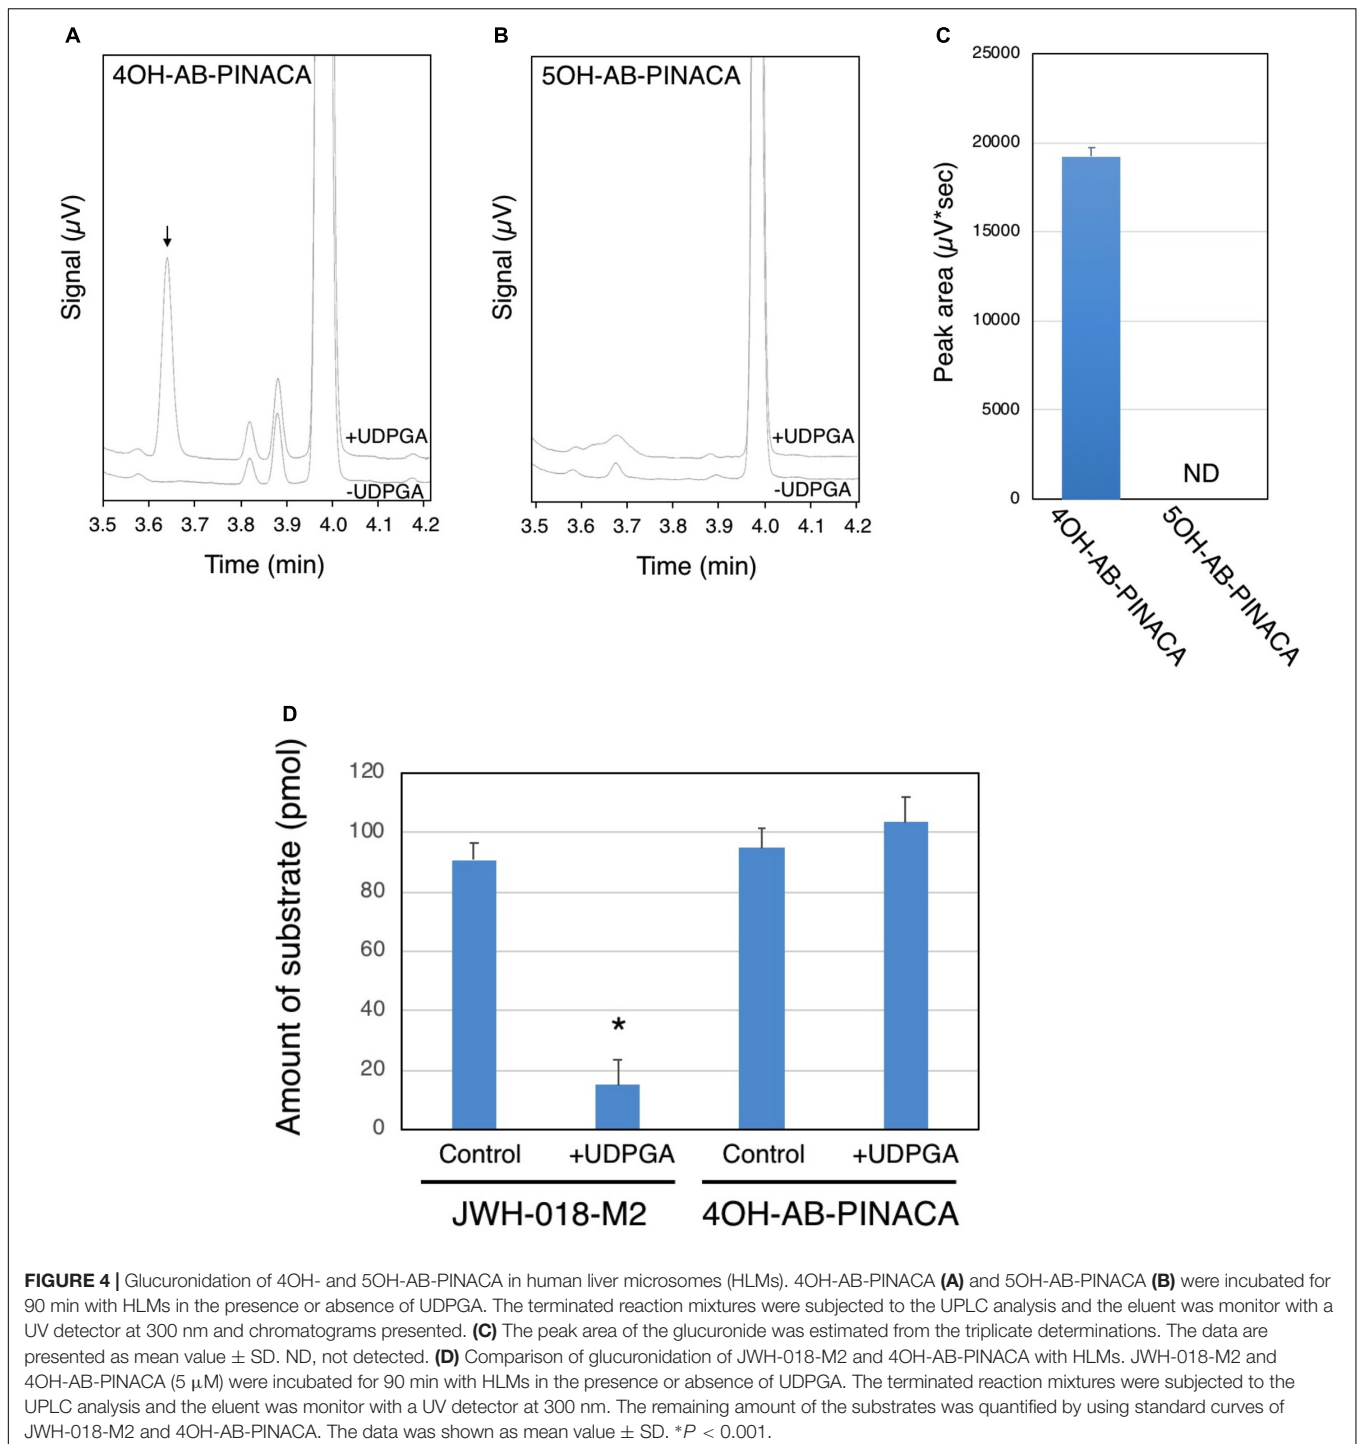 A
4OH-AB-PINACA
Signal (µV)
+UDPGA
-UDPGA
3.5 3.6 3.7 3.8 3.9 4.0 4.1 4.2
Time (min)
B
5OH-AB-PINACA
Signal (µV)
+UDPGA
-UDPGA
3.5 3.6 3.7 3.8 3.9 4.0 4.1 4.2
Time (min)
C
Peak area (µV*sec)
25000
20000
15000
10000
5000
0
ND
4OH-AB-PINACA
5OH-AB-PINACA
D
Amount of substrate (pmol)
120
100
80
60
40
20
0
*
Control +UDPGA Control +UDPGA
JWH-018-M2 4OH-AB-PINACA
FIGURE 4 | Glucuronidation of 4OH- and 5OH-AB-PINACA in human liver microsomes (HLMs). 4OH-AB-PINACA (A) and 5OH-AB-PINACA (B) were incubated for
90 min with HLMs in the presence or absence of UDPGA. The terminated reaction mixtures were subjected to the UPLC analysis and the eluent was monitor with a
UV detector at 300 nm and chromatograms presented. (C) The peak area of the glucuronide was estimated from the triplicate determinations. The data are
presented as mean value ± SD. ND, not detected. (D) Comparison of glucuronidation of JWH-018-M2 and 4OH-AB-PINACA with HLMs. JWH-018-M2 and
4OH-AB-PINACA (5 µM) were incubated for 90 min with HLMs in the presence or absence of UDPGA. The terminated reaction mixtures were subjected to the
UPLC analysis and the eluent was monitor with a UV detector at 300 nm. The remaining amount of the substrates was quantified by using standard curves of
JWH-018-M2 and 4OH-AB-PINACA. The data was shown as mean value ± SD. *P < 0.001.